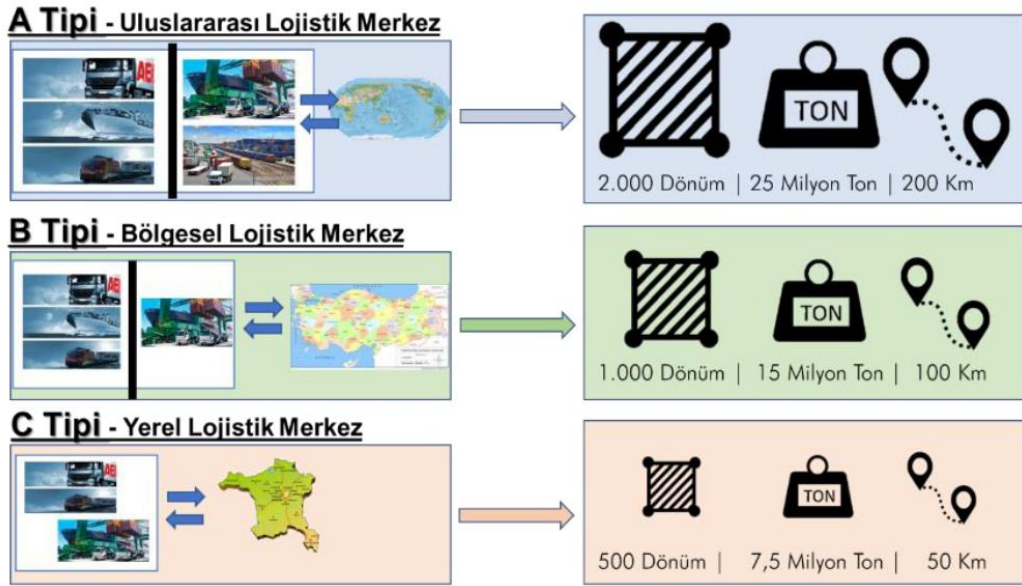 A Tipi - Uluslararası Lojistik Merkez
TON
2.000 Dönüm | 25 Milyon Ton | 200 Km
B Tipi - Bölgesel Lojistik Merkez
TON
1.000 Dönüm | 15 Milyon Ton | 100 Km
C Tipi - Yerel Lojistik Merkez
TON
500 Dönüm | 7,5 Milyon Ton | 50 Km